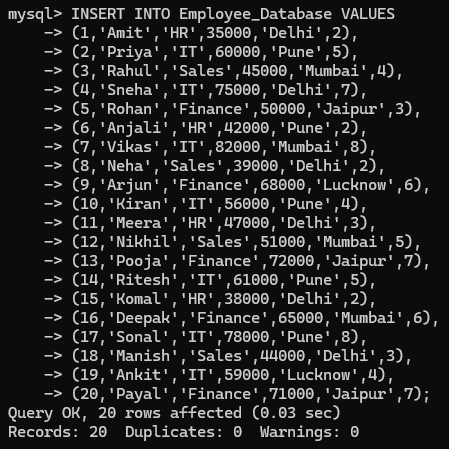 mysql> INSERT INTO Employee_Database VALUES
    -> (1,'Amit','HR',35000,'Delhi',2),
    -> (2,'Priya','IT',60000,'Pune',5),
    -> (3,'Rahul','Sales',45000,'Mumbai',4),
    -> (4,'Sneha','IT',75000,'Delhi',7),
    -> (5,'Rohan','Finance',50000,'Jaipur',3),
    -> (6,'Anjali','HR',42000,'Pune',2),
    -> (7,'Vikas','IT',82000,'Mumbai',8),
    -> (8,'Neha','Sales',39000,'Delhi',2),
    -> (9,'Arjun','Finance',68000,'Lucknow',6),
    -> (10,'Kiran','IT',56000,'Pune',4),
    -> (11,'Meera','HR',47000,'Delhi',3),
    -> (12,'Nikhil','Sales',51000,'Mumbai',5),
    -> (13,'Pooja','Finance',72000,'Jaipur',7),
    -> (14,'Ritesh','IT',61000,'Pune',5),
    -> (15,'Komal','HR',38000,'Delhi',2),
    -> (16,'Deepak','Finance',65000,'Mumbai',6),
    -> (17,'Sonal','IT',78000,'Pune',8),
    -> (18,'Manish','Sales',44000,'Delhi',3),
    -> (19,'Ankit','IT',59000,'Lucknow',4),
    -> (20,'Payal','Finance',71000,'Jaipur',7);
Query OK, 20 rows affected (0.03 sec)
Records: 20  Duplicates: 0  Warnings: 0